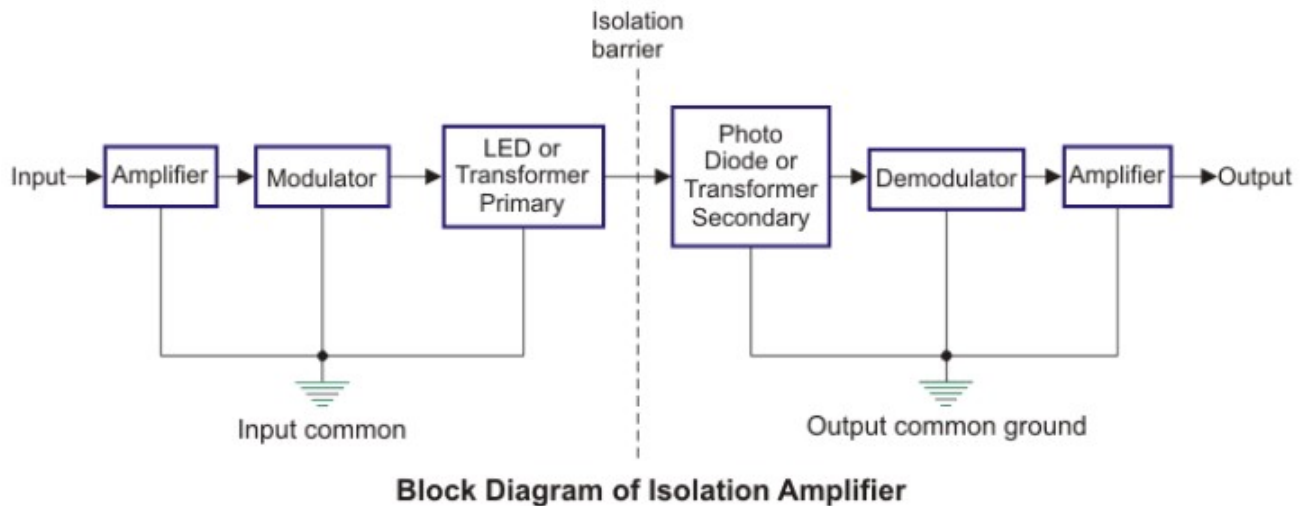 Isolation
barrier
Input
Amplifier
Modulator
LED or
Transformer
Primary
Photo
Diode or
Transformer
Secondary
Demodulator
Amplifier
Output
Input common
Output common ground
Block Diagram of Isolation Amplifier